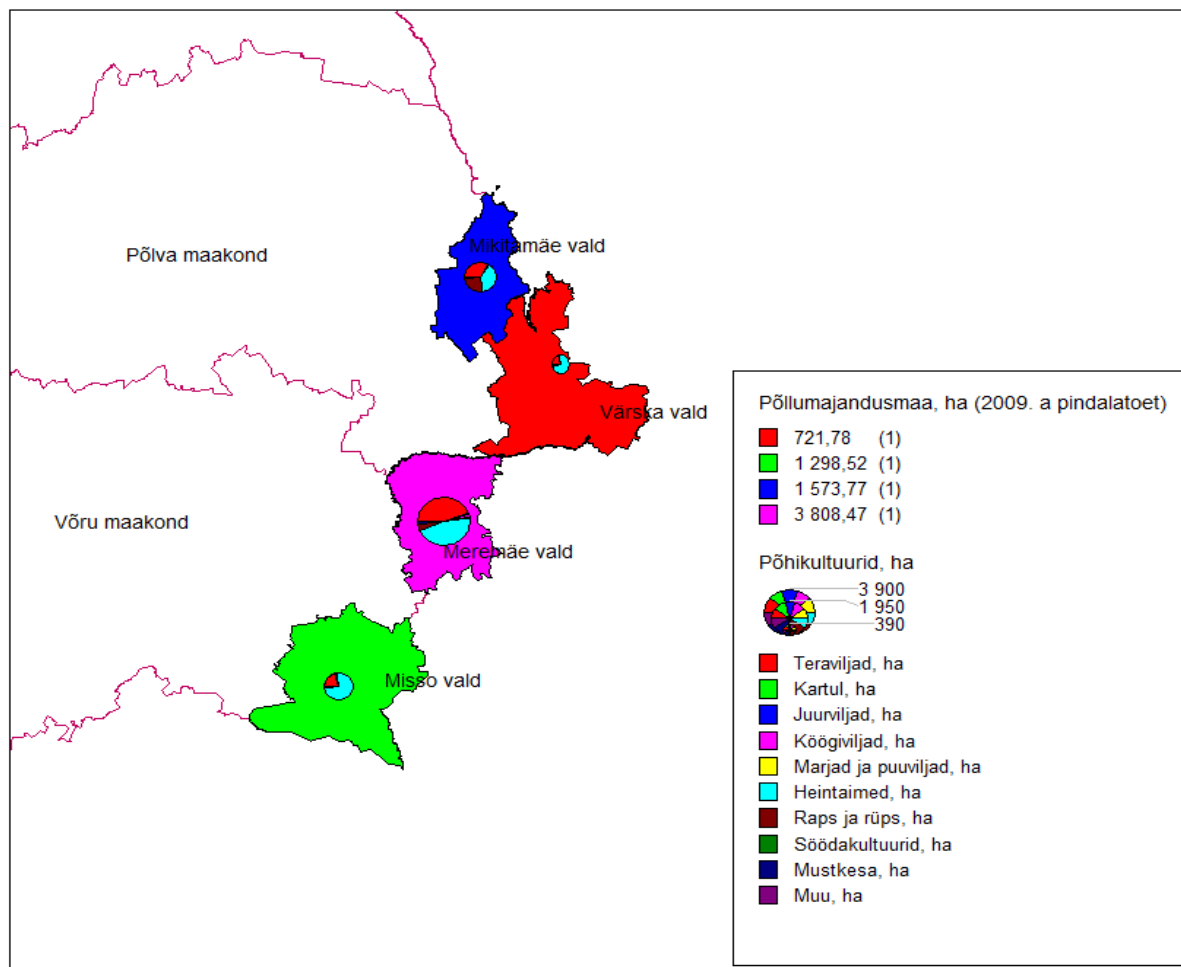 Mikitamäe vald
Põlva maakond
Värska vald
Võru maakond
Meremäe vald
Misso vald
Põllumajandusmaa, ha (2009. a pindalatoet)
721,78 (1)
1 298,52 (1)
1 573,77 (1)
3 808,47 (1)
Põhikultuurid, ha
3 900
1 950
390
Teraviljad, ha
Kartul, ha
Juurviljad, ha
Köögiviljad, ha
Marjad ja puuviljad, ha
Heintaimed, ha
Raps ja rüps, ha
Söödakultuurid, ha
Mustkesa, ha
Muu, ha